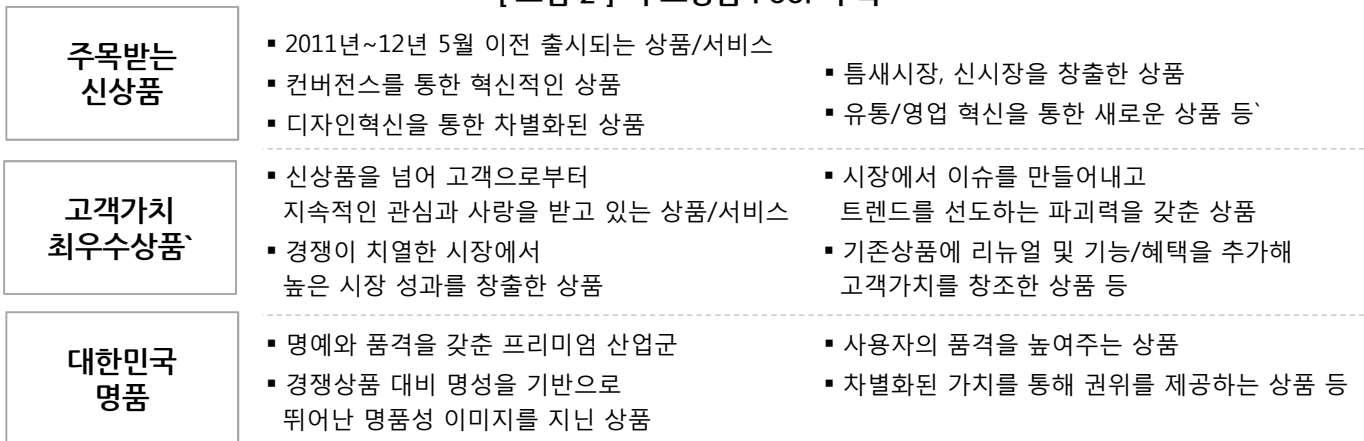 주목받는
신상품
▪ 2011년~12년 5월 이전 출시되는 상품/서비스
▪ 컨버전스를 통한 혁신적인 상품
▪ 디자인혁신을 통한 차별화된 상품
▪ 틈새시장, 신시장을 창출한 상품
▪ 유통/영업 혁신을 통한 새로운 상품 등`
고객가치
최우수상품`
▪ 신상품을 넘어 고객으로부터
지속적인 관심과 사랑을 받고 있는 상품/서비스
▪ 경쟁이 치열한 시장에서
높은 시장 성과를 창출한 상품
▪ 시장에서 이슈를 만들어내고
트렌드를 선도하는 파괴력을 갖춘 상품
▪ 기존상품에 리뉴얼 및 기능/혜택을 추가해
고객가치를 창조한 상품 등
대한민국
명품
▪ 명예와 품격을 갖춘 프리미엄 산업군
▪ 경쟁상품 대비 명성을 기반으로
뛰어난 명품성 이미지를 지닌 상품
▪ 사용자의 품격을 높여주는 상품
▪ 차별화된 가치를 통해 권위를 제공하는 상품 등